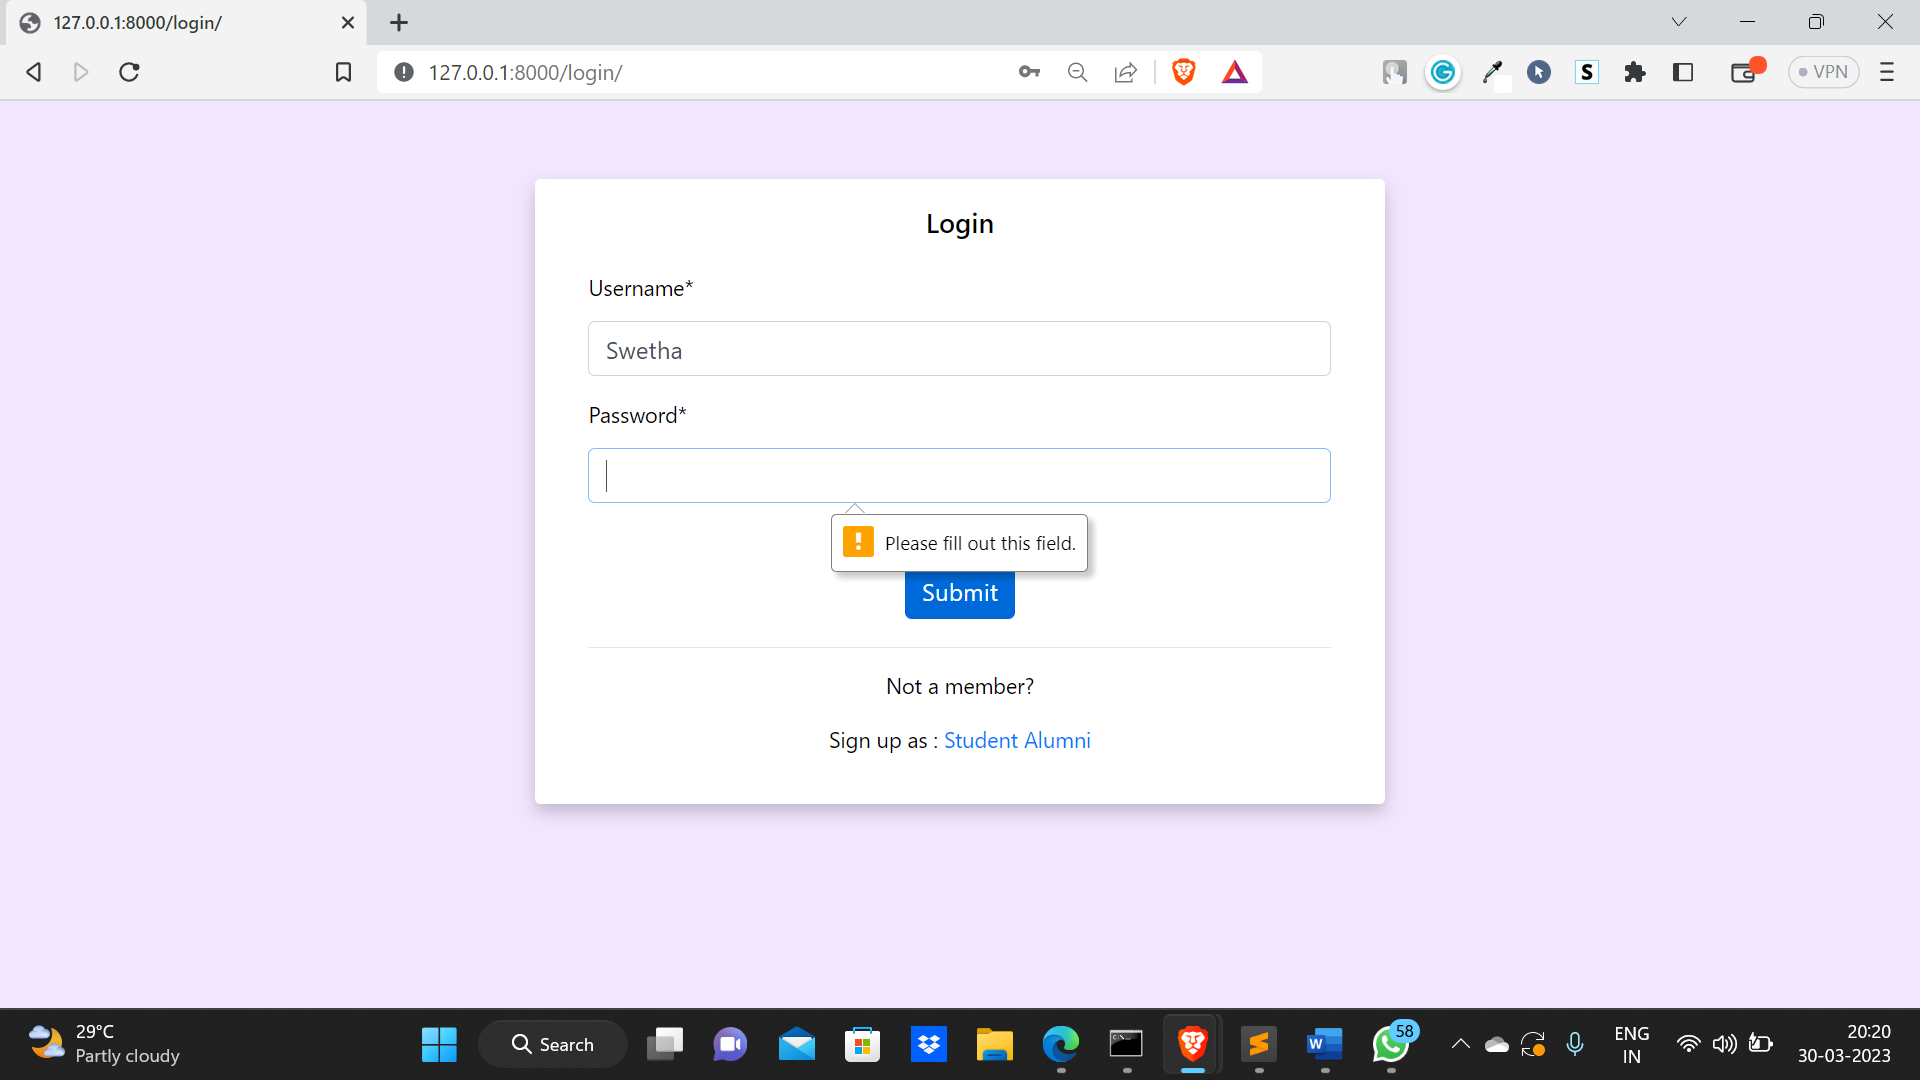 127.0.0.1:8000/login/
127.0.0.1:8000/login/
S
VPN
Login
Username*
Swetha
Password*
! Please fill out this field.
Submit
Not a member?
Sign up as : Student Alumni
29°C
Partly cloudy
Search
58
ENG
IN
20:20
30-03-2023